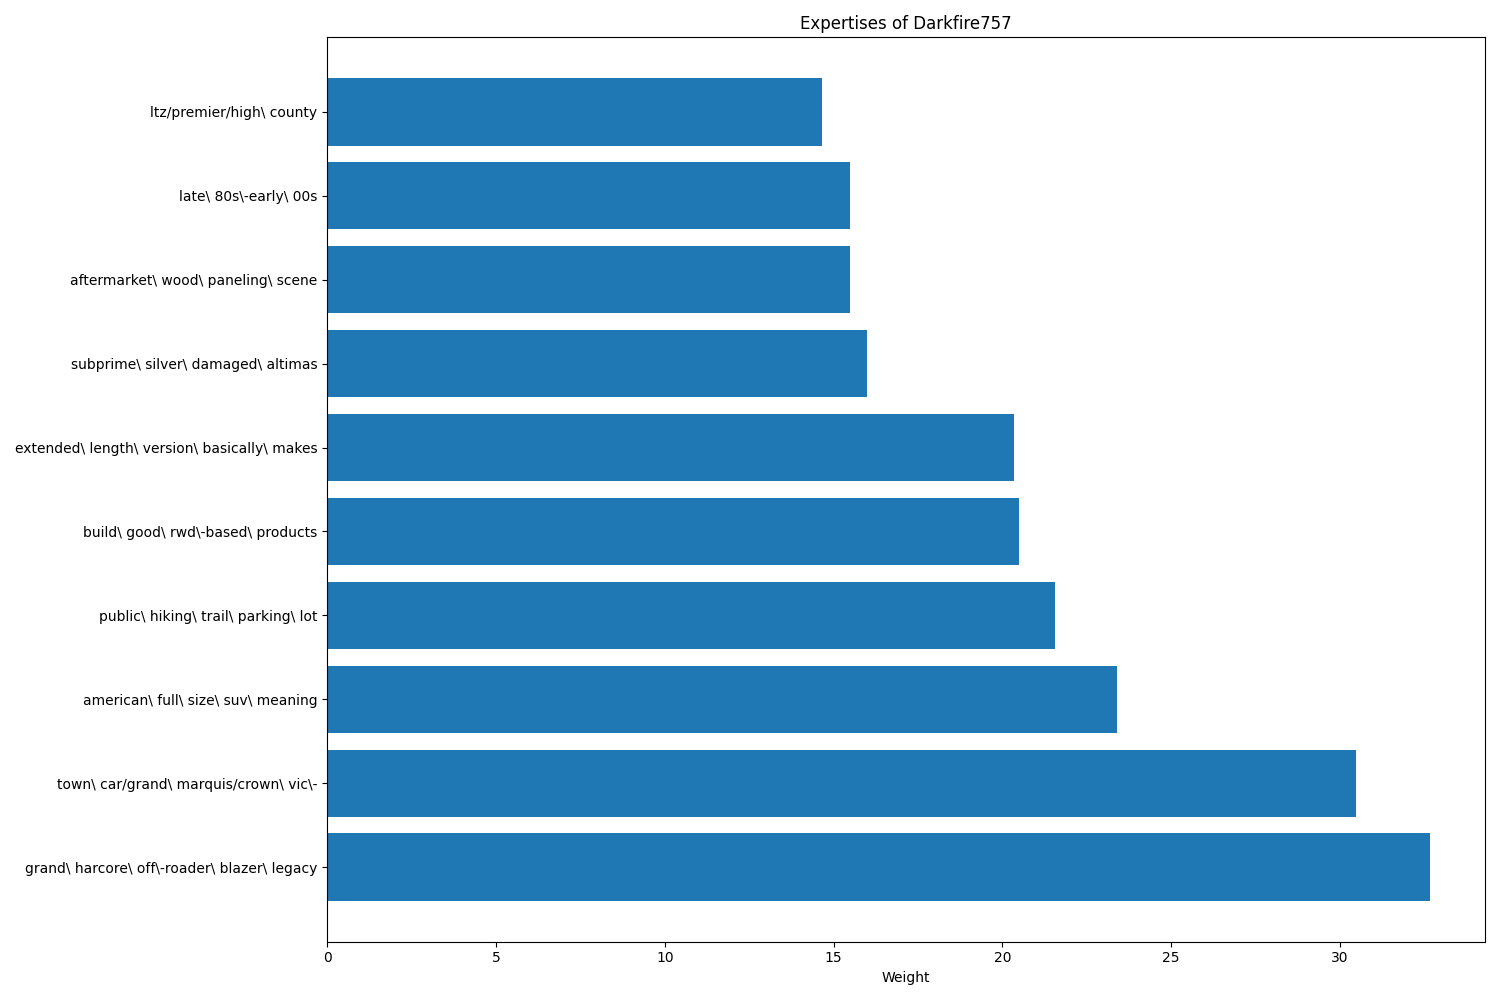 Expertises of Darkfire757
ltz/premier/high\ county
late\ 80s\-early\ 00s
aftermarket\ wood\ paneling\ scene
subprime\ silver\ damaged\ altimas
extended\ length\ version\ basically\ makes
build\ good\ rwd\-based\ products
public\ hiking\ trail\ parking\ lot
american\ full\ size\ suv\ meaning
town\ car/grand\ marquis/crown\ vic\-
grand\ harcore\ off\-roader\ blazer\ legacy
0 5 10 15 20 25 30
Weight